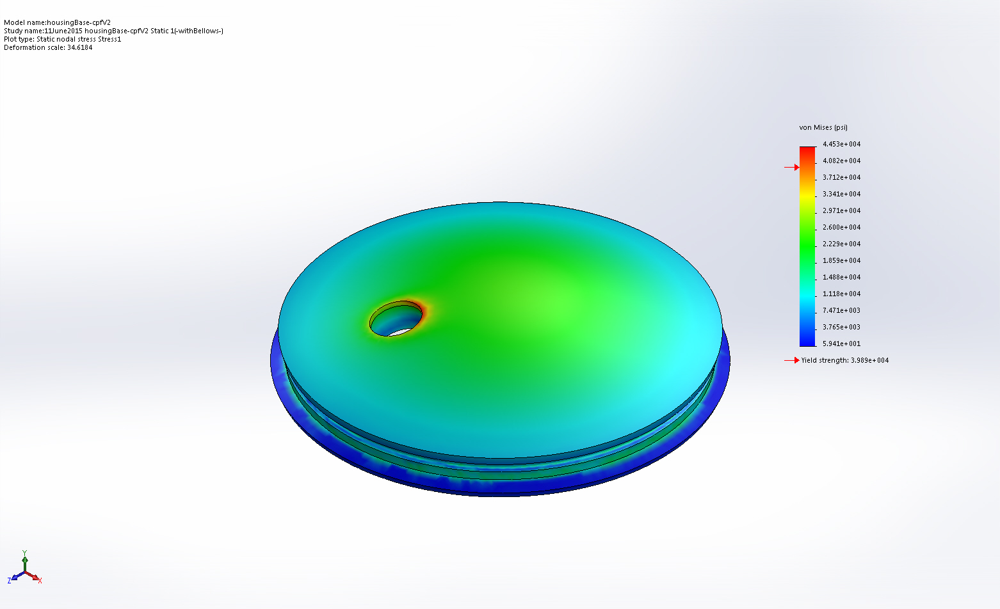 Model name:housingBase-cpfV2
Study name:11June2015 housingBase-cpfV2 Static 1(-withBellows-)
Plot type: Static nodal stress Stress1
Deformation scale: 34.6184
von Mises (psi)
4.453e+004
4.082e+004
3.712e+004
3.341e+004
2.971e+004
2.600e+004
2.229e+004
1.859e+004
1.488e+004
1.118e+004
7.471e+003
3.765e+003
5.941e+001
Yield strength: 3.989e+004
Y
Z
X